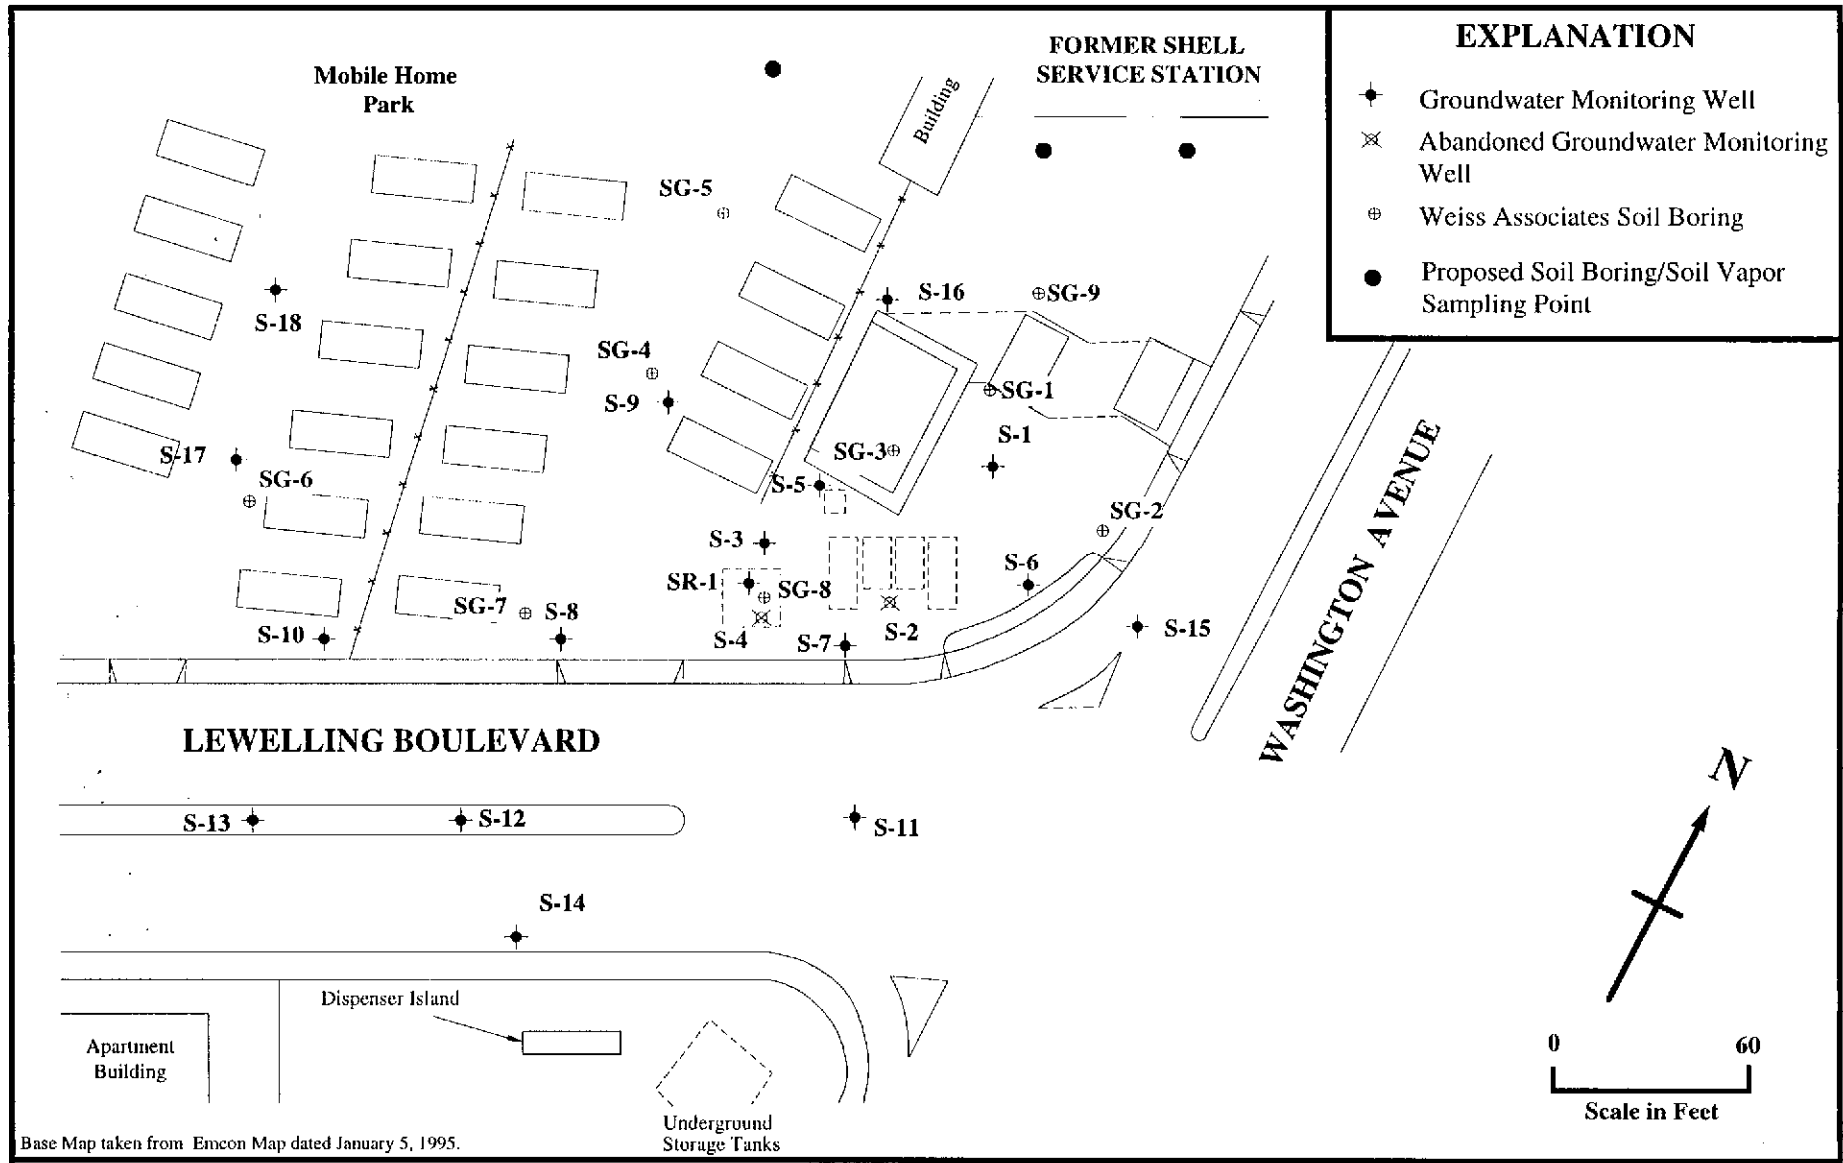 FORMER SHELL
SERVICE STATION
EXPLANATION
Groundwater Monitoring Well
Abandoned Groundwater Monitoring
Well
Weiss Associates Soil Boring
Proposed Soil Boring/Soil Vapor
Sampling Point
Mobile Home
Park
Building
SG-5
S-16
SG-9
S-18
SG-4
S-9
SG-1
S-1
SG-3
S-17
SG-6
S-5
SG-2
S-3
SR-1
SG-8
S-6
SG-7
S-8
S-10
S-4
S-7
S-2
S-15
WASHINGTON AVENUE
LEWELLING BOULEVARD
N
S-13
S-12
S-11
S-14
Dispenser Island
Apartment
Building
0 60
Scale in Feet
Underground
Storage Tanks
Base Map taken from Emcon Map dated January 5, 1995.